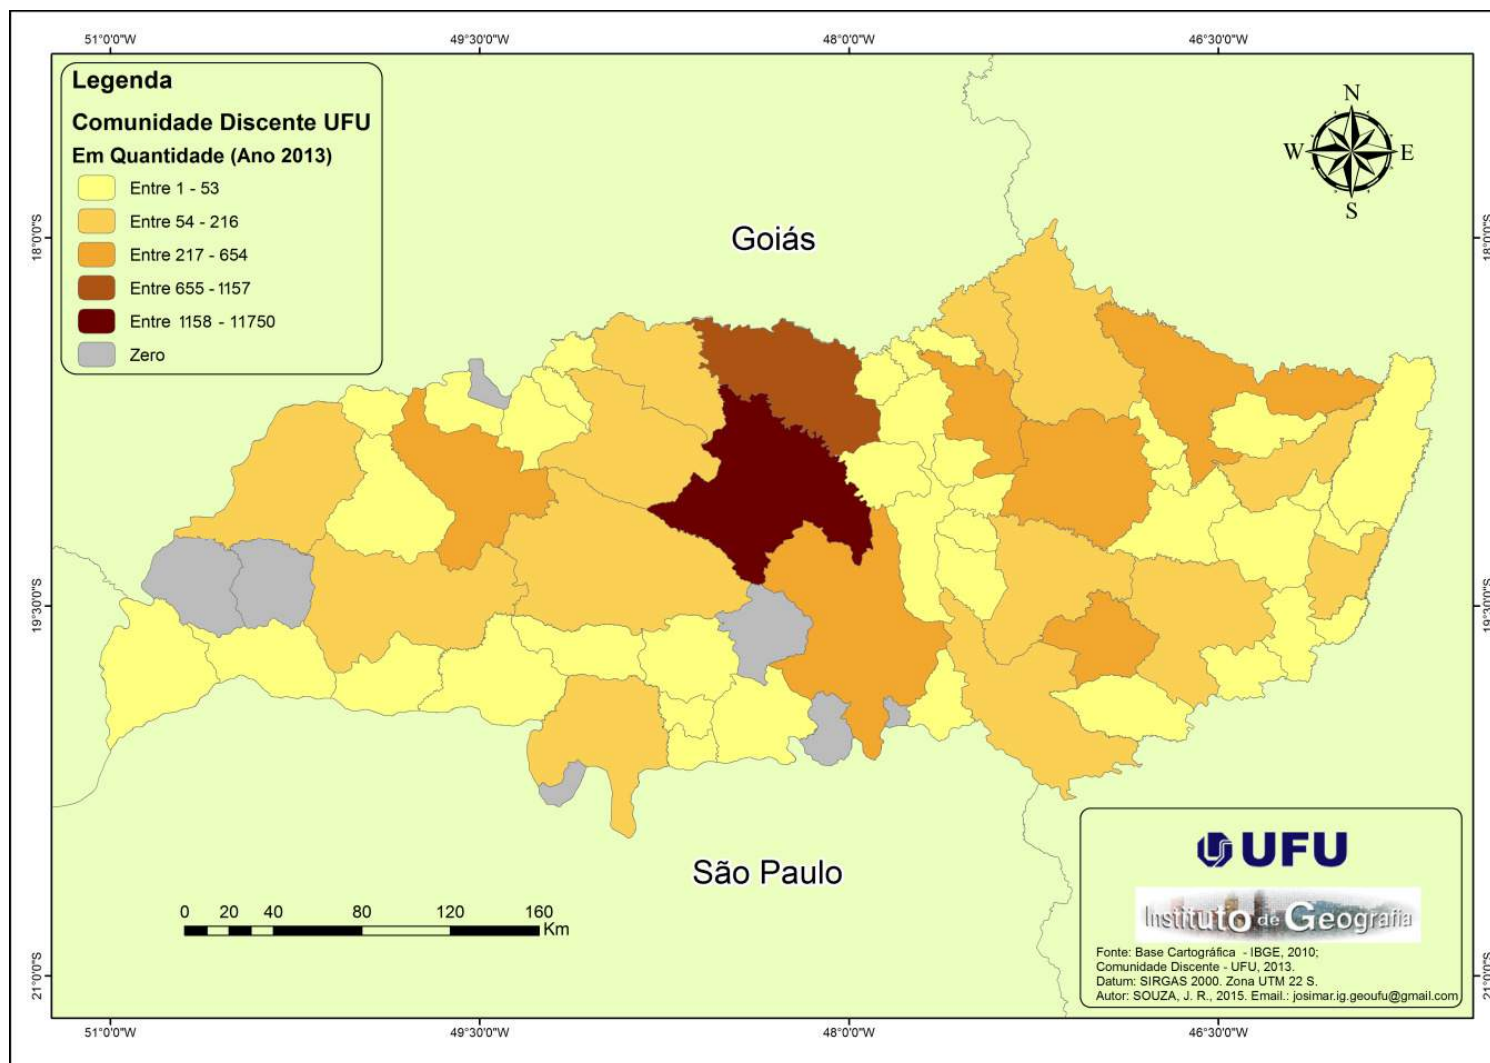 51°0'0"W
49°30'0"W
48°0'0"W
46°30'0"W
Legenda
Comunidade Discente UFU
Em Quantidade (Ano 2013)
Entre 1 - 53
Entre 54 - 216
Entre 217 - 654
Entre 655 - 1157
Entre 1158 - 11750
Zero
N
W
E
S
18°0'0"S
18°0'0"S
Goiás
19°30'0"S
19°30'0"S
São Paulo
UFU
Instituto de Geografia
0 20 40 80 120 160
Km
Fonte: Base Cartográfica - IBGE, 2010;
Comunidade Discente - UFU, 2013.
Datum: SIRGAS 2000. Zona UTM 22 S.
Autor: SOUZA, J. R., 2015. Email.: josimar.ig.geoufu@gmail.com
21°0'0"S
21°0'0"S
51°0'0"W
49°30'0"W
48°0'0"W
46°30'0"W